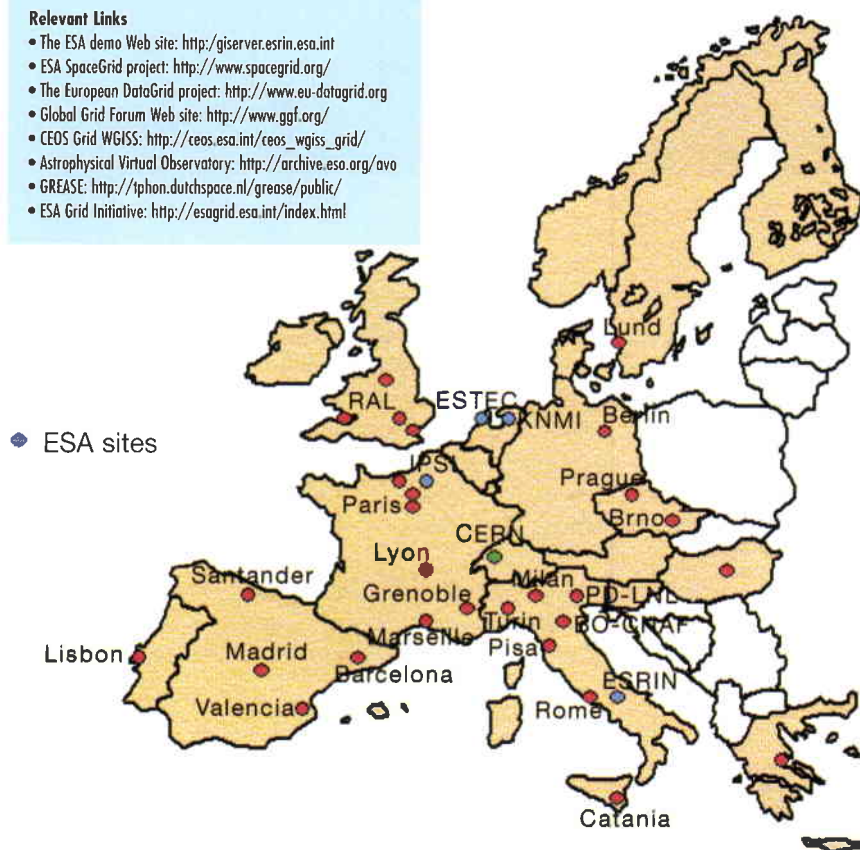 Relevant Links
• The ESA demo Web site: http:/giserver.esrin.esa.int
• ESA SpaceGrid project: http://www.spacegrid.org/
• The European DataGrid project: http://www.eu-datagrid.org
• Global Grid Forum Web site: http://www.ggf.org/
• CEOS Grid WGISS: http://ceos.esa.int/ceos_wgiss_grid/
• Astrophysical Virtual Observatory: http://archive.eso.org/avo
• GREASE: http://tphon.dutchspace.nl/grease/public/
• ESA Grid Initiative: http://esagrid.esa.int/index.html
Lund
RAL
ESTEC
KNMI
Berlin
ESA sites
IPSL
Prague
Paris
Brno
CERN
Lyon
Santander
Grenoble
Milan
PD-LNL
Turin
BO-CNAF
Marseille
Pisa
Lisbon
Madrid
Barcelona
ESRIN
Valencia
Rome
Catania